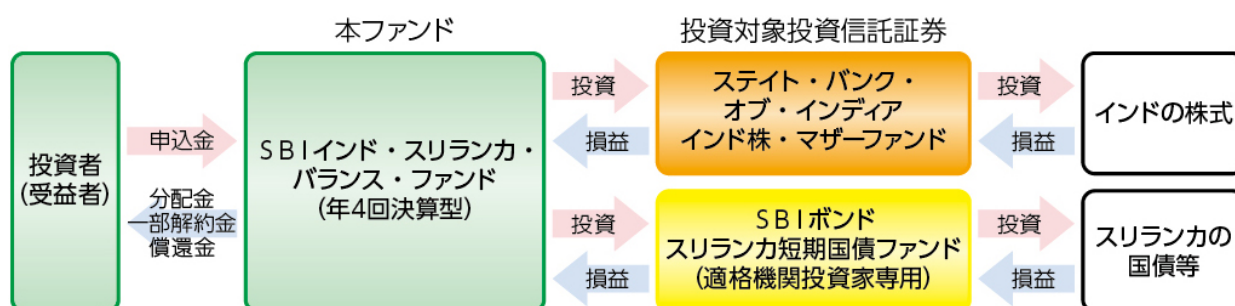 本ファンド
投資対象投資信託証券
投資者
(受益者)
申込金
分配金
一部解約金
償還金
SBIインド・スリランカ・
バランス・ファンド
(年4回決算型)
投資
損益
ステイト・バンク・
オブ・インディア
インド株・マザーファンド
投資
損益
インドの株式
投資
損益
SBIボンド
スリランカ短期国債ファンド
(適格機関投資家専用)
投資
損益
スリランカの
国債等